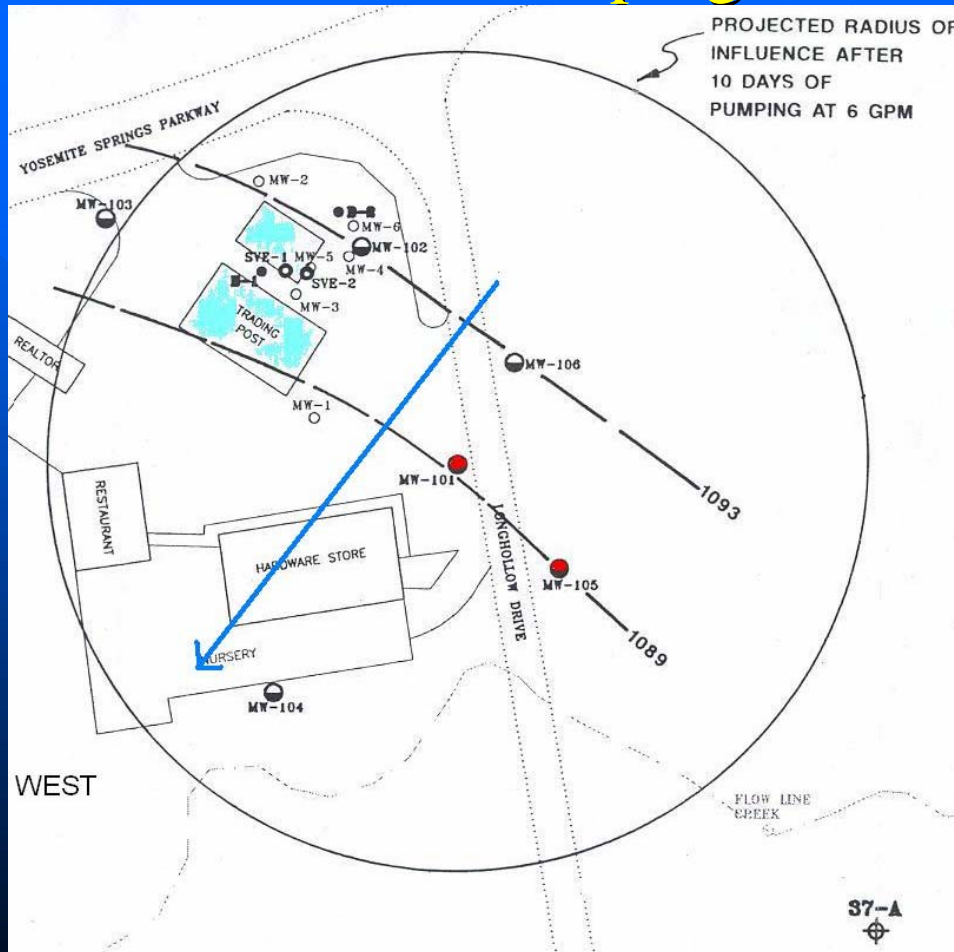 PROJECTED RADIUS OF
INFLUENCE AFTER
10 DAYS OF
PUMPING AT 6 GPM
YOSEMITE SPRINGS PARKWAY
MW-2
MW-103
B-2
MW-6
MW-102
SVE-1
MW-5
MW-4
B-1
SVE-2
MW-3
TRADING
POST
REALTOR
MW-106
MW-1
MW-101
1093
RESTAURANT
LONGHOLLOW DRIVE
HARDWARE STORE
MW-105
1089
NURSERY
MW-104
WEST
FLOW LINE
CREEK
37-A